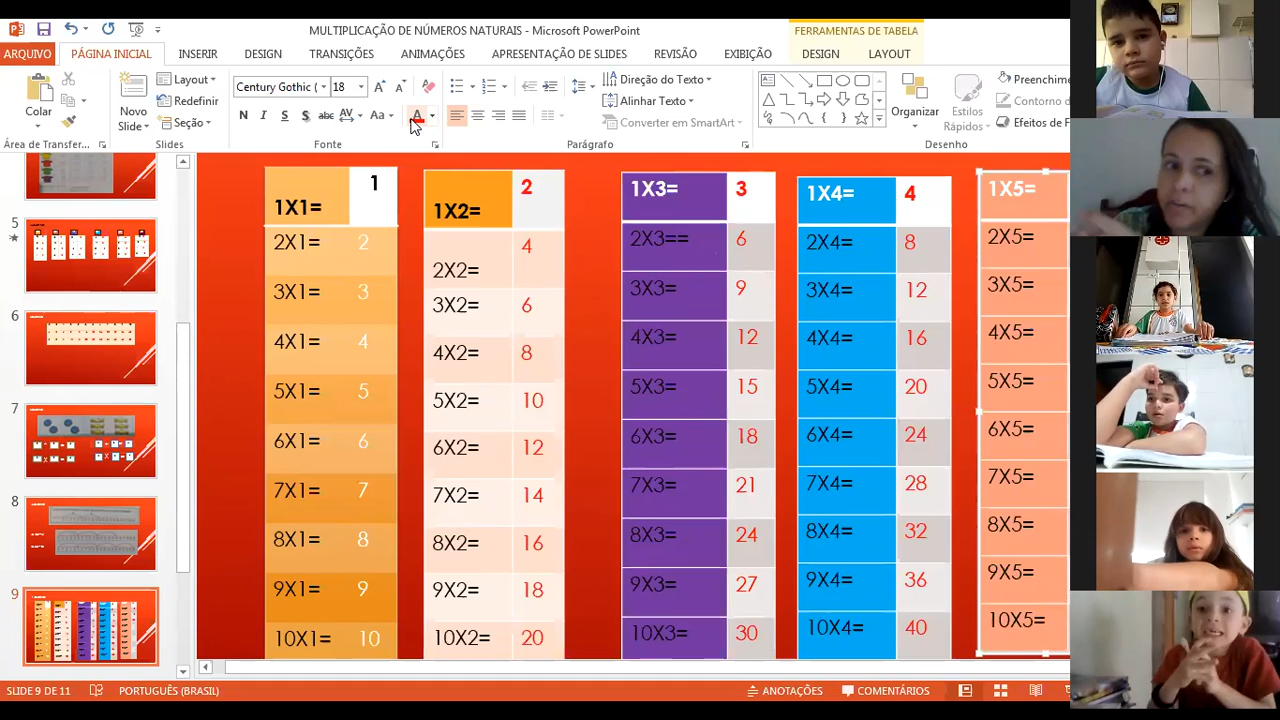 MULTIPLICAÇÃO DE NÚMEROS NATURAIS - Microsoft PowerPoint
FERRAMENTAS DE TABELA
ARQUIVO PÁGINA INICIAL INSERIR DESIGN TRANSIÇÕES ANIMAÇÕES APRESENTAÇÃO DE SLIDES REVISÃO EXIBIÇÃO DESIGN LAYOUT
Colar
Novo Slide
Layout
Redefinir
Seção
Century Gothic ( 18
N I S S abc AV Aa A
Direção do Texto
Alinhar Texto
Converter em SmartArt
Organizar
Estilos Rápidos
Preenchime
Contorno d
Efeitos de F
Área de Transfer...
Slides
Fonte
Parágrafo
Desenho
5
6
7
8
9
1X1= 1
2X1= 2
3X1= 3
4X1= 4
5X1= 5
6X1= 6
7X1= 7
8X1= 8
9X1= 9
10X1= 10
1X2= 2
2X2= 4
3X2= 6
4X2= 8
5X2= 10
6X2= 12
7X2= 14
8X2= 16
9X2= 18
10X2= 20
1X3= 3
2X3== 6
3X3= 9
4X3= 12
5X3= 15
6X3= 18
7X3= 21
8X3= 24
9X3= 27
10X3= 30
1X4= 4
2X4= 8
3X4= 12
4X4= 16
5X4= 20
6X4= 24
7X4= 28
8X4= 32
9X4= 36
10X4= 40
1X5=
2X5=
3X5=
4X5=
5X5=
6X5=
7X5=
8X5=
9X5=
10X5=
SLIDE 9 DE 11 PORTUGUÊS (BRASIL) ANOTAÇÕES COMENTÁRIOS